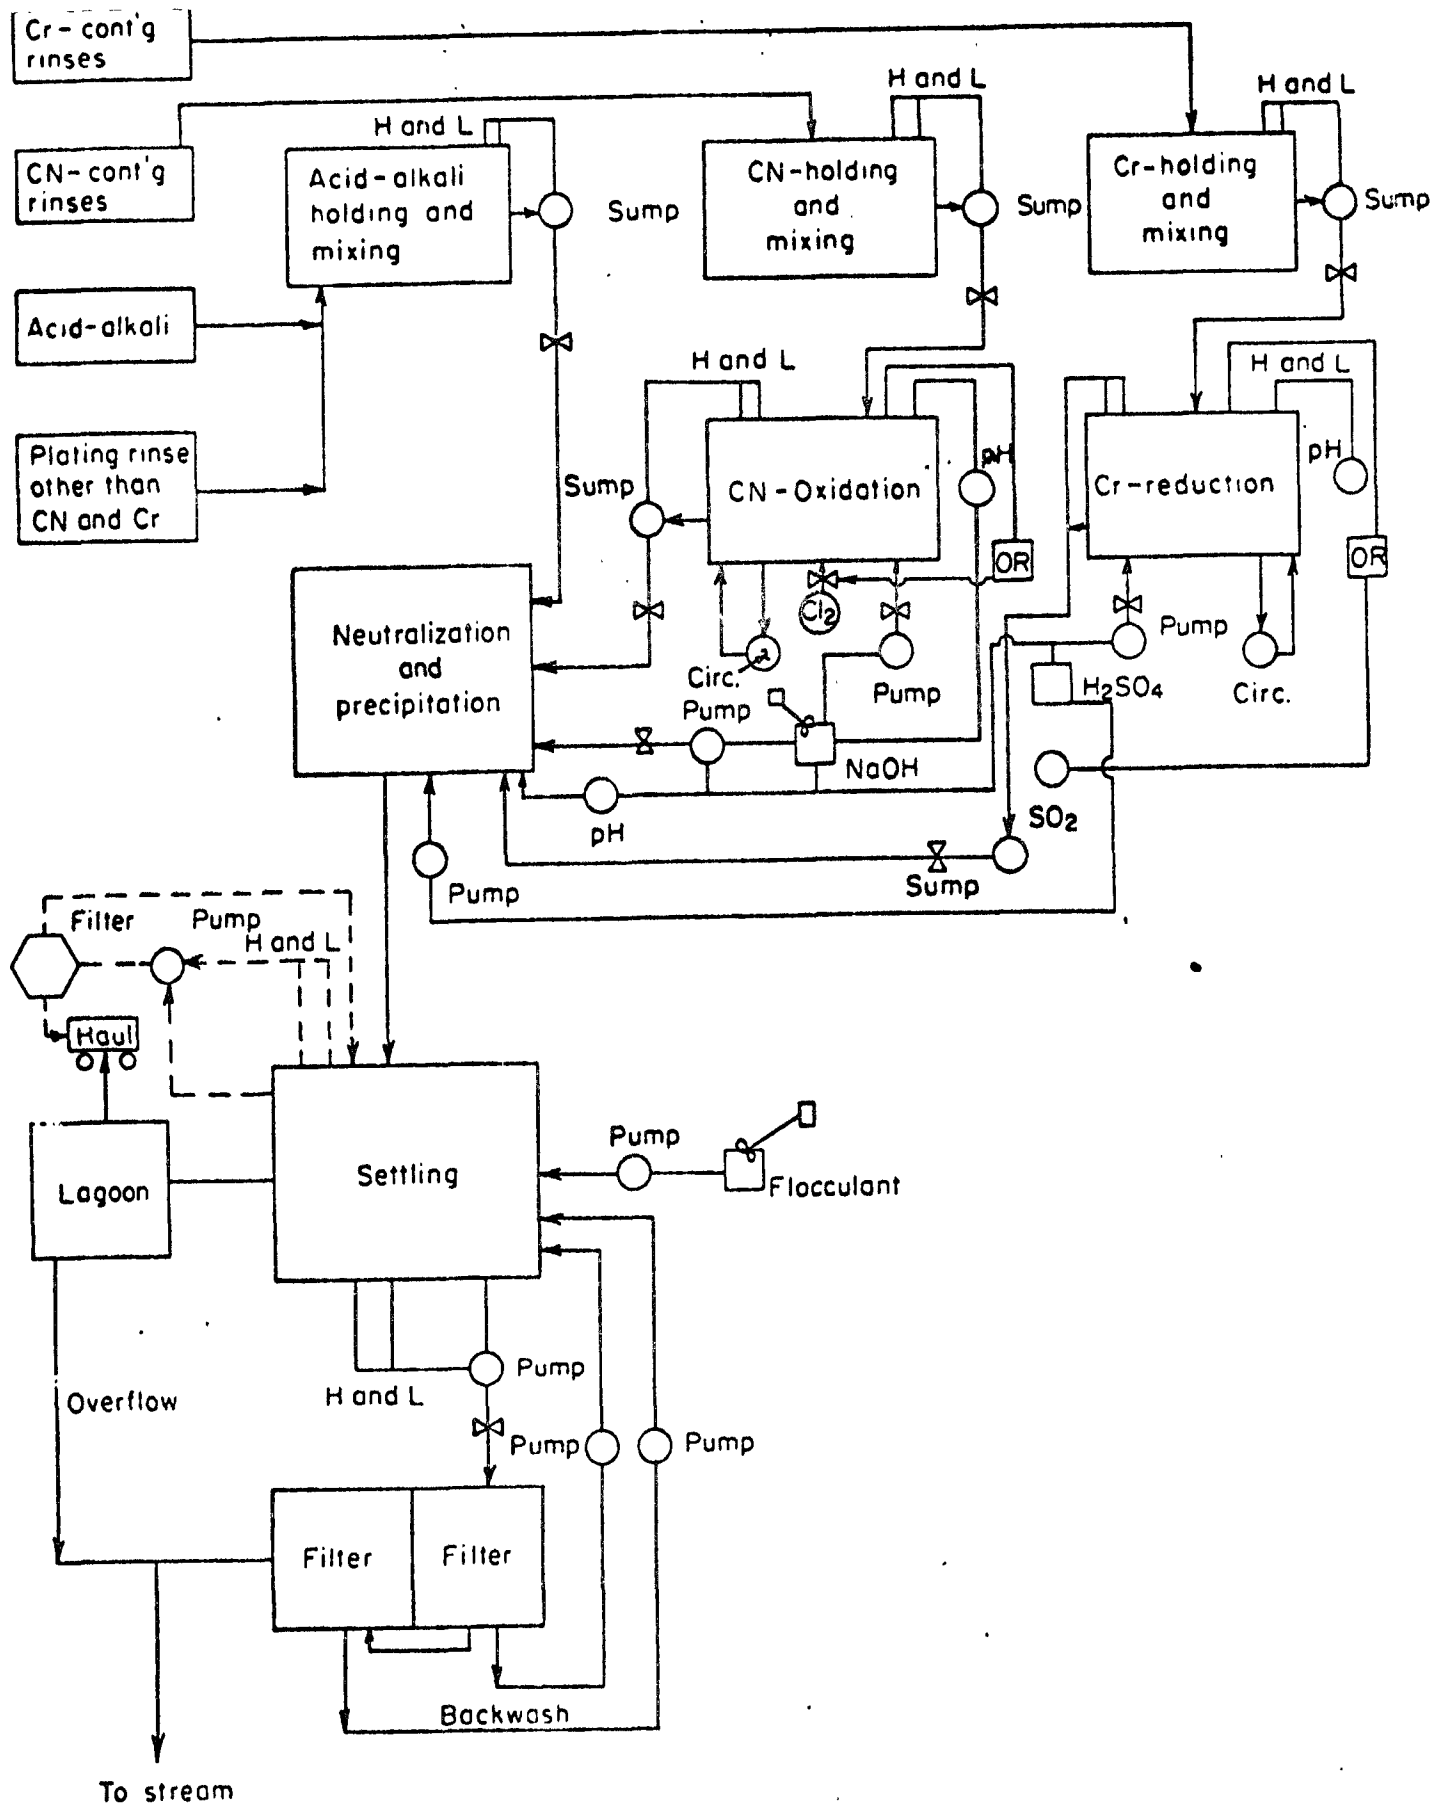 Cr-cont'g
rinses
H and L
H and L
H and L
CN-cont'g
rinses
Acid-alkali
holding and
mixing
Sump
CN-holding
and
mixing
Sump
Cr-holding
and
mixing
Sump
Acid-alkali
H and L
H and L
Plating rinse
other than
CN and Cr
Sump
CN-Oxidation
pH
OR
Cr-reduction
pH
OR
Neutralization
and
precipitation
Cl2
Circ.
Pump
Pump
NaOH
Pump
H2SO4
Circ.
SO2
pH
Pump
Sump
Filter
Pump
H and L
Haul
Lagoon
Settling
Pump
Flocculant
Overflow
H and L
Pump
Pump
Pump
Filter
Filter
Backwash
To stream